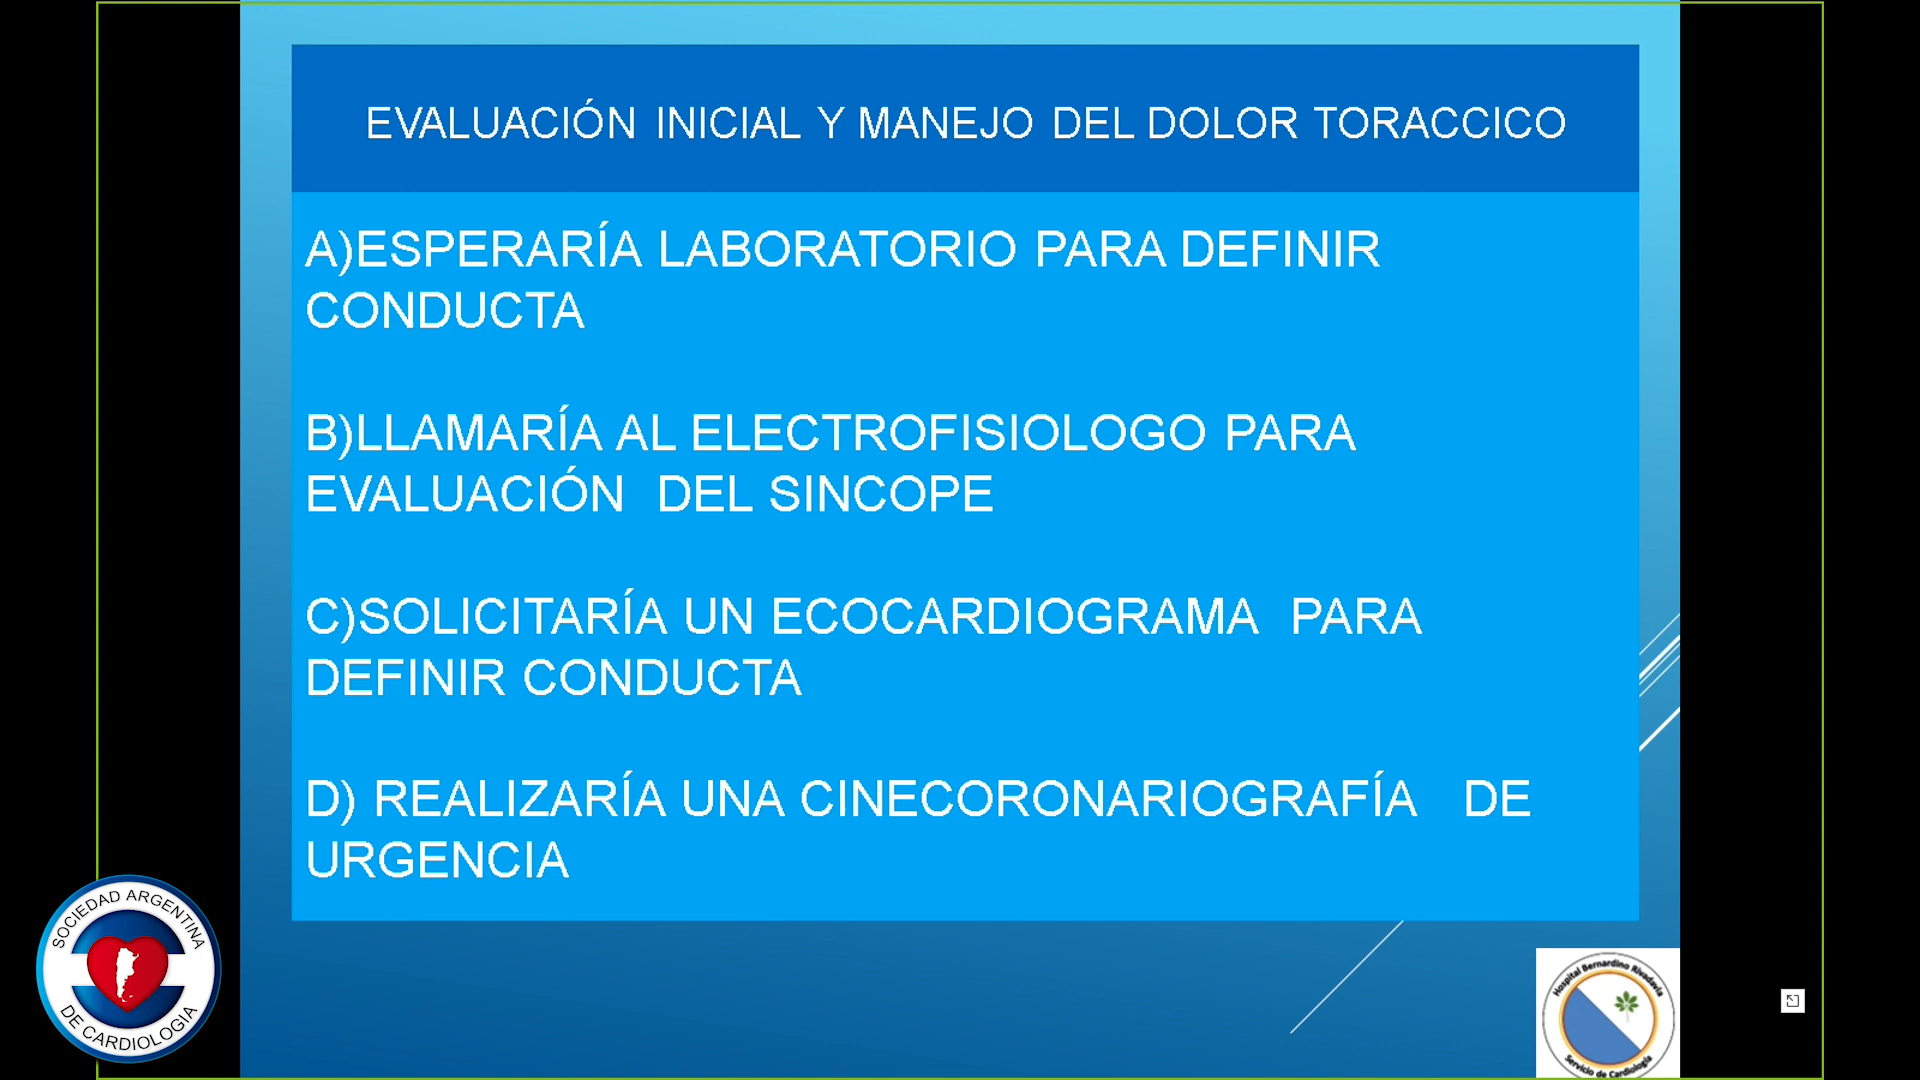 EVALUACIÓN INICIAL Y MANEJO DEL DOLOR TORACCICO
A)ESPERARÍA LABORATORIO PARA DEFINIR
CONDUCTA
B)LLAMARÍA AL ELECTROFISIOLOGO PARA
EVALUACIÓN DEL SINCOPE
C)SOLICITARÍA UN ECOCARDIOGRAMA PARA
DEFINIR CONDUCTA
D) REALIZARÍA UNA CINECORONARIOGRAFÍA DE
URGENCIA
SOCIEDAD ARGENTINA
DE CARDIOLOGIA
Hospital Bernardino Rivadavia
Servicio de Cardiología